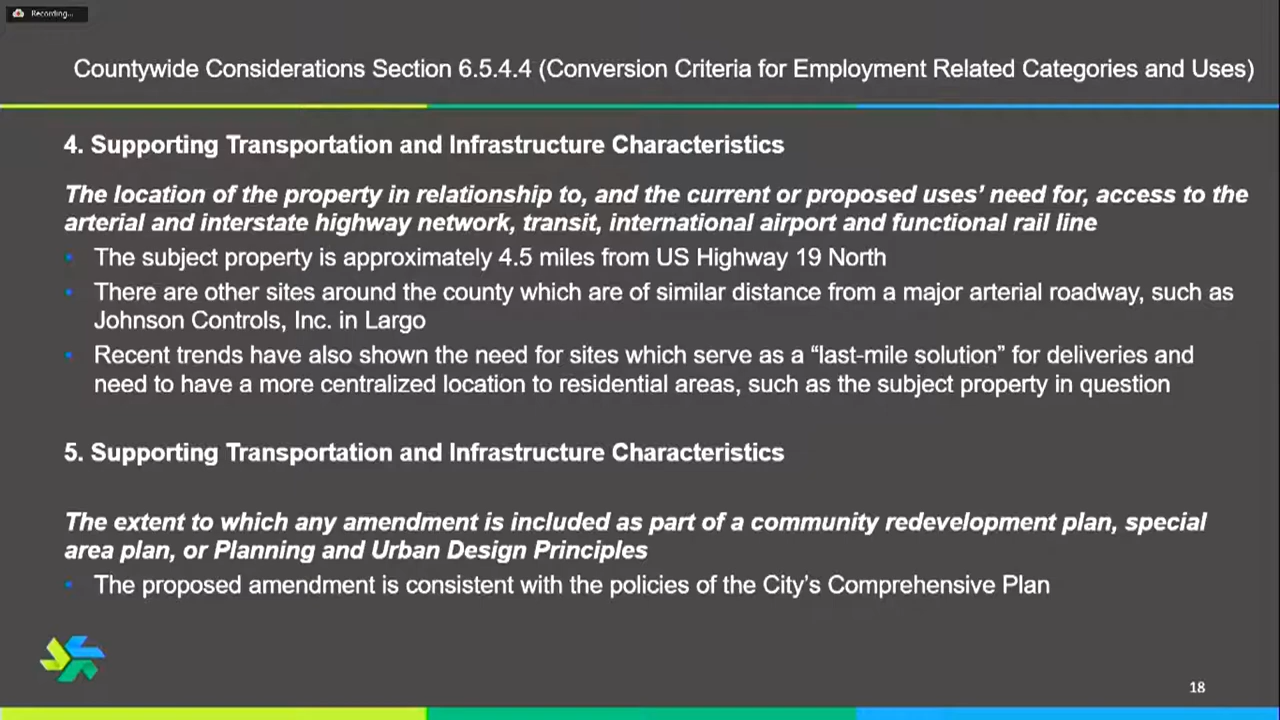 Recording...
Countywide Considerations Section 6.5.4.4 (Conversion Criteria for Employment Related Categories and Uses)
4. Supporting Transportation and Infrastructure Characteristics
The location of the property in relationship to, and the current or proposed uses’ need for, access to the
arterial and interstate highway network, transit, international airport and functional rail line
• The subject property is approximately 4.5 miles from US Highway 19 North
• There are other sites around the county which are of similar distance from a major arterial roadway, such as
Johnson Controls, Inc. in Largo
• Recent trends have also shown the need for sites which serve as a “last-mile solution” for deliveries and
need to have a more centralized location to residential areas, such as the subject property in question
5. Supporting Transportation and Infrastructure Characteristics
The extent to which any amendment is included as part of a community redevelopment plan, special
area plan, or Planning and Urban Design Principles
• The proposed amendment is consistent with the policies of the City’s Comprehensive Plan
18